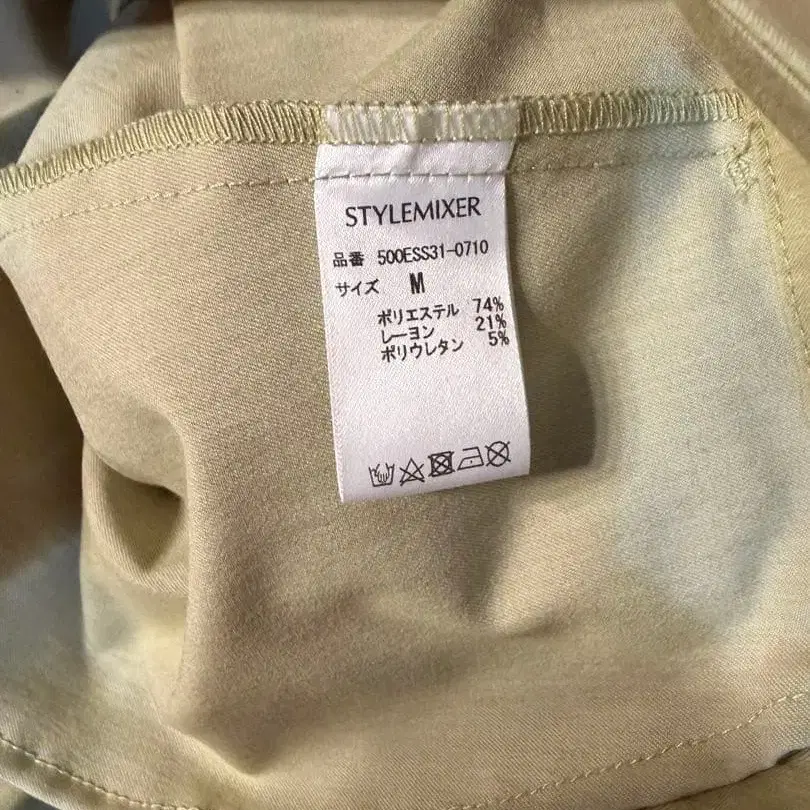 STYLEMIXER
品番 500ESS31-0710
サイズ M
ポリエステル 74%
レーヨン 21%
ポリウレタン 5%